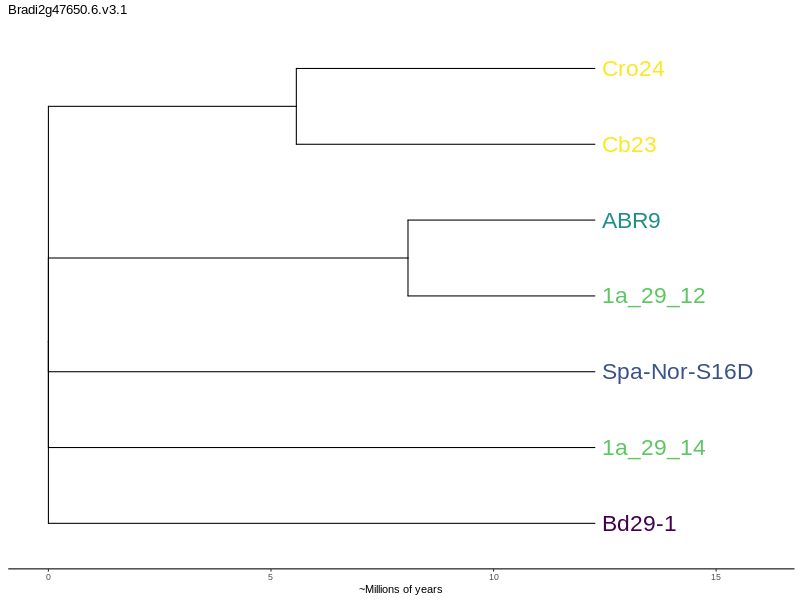 Bradi2g47650.6.v3.1
Cro24
Cb23
ABR9
1a_29_12
Spa-Nor-S16D
1a_29_14
Bd29-1
0 5 10 15
~Millions of years